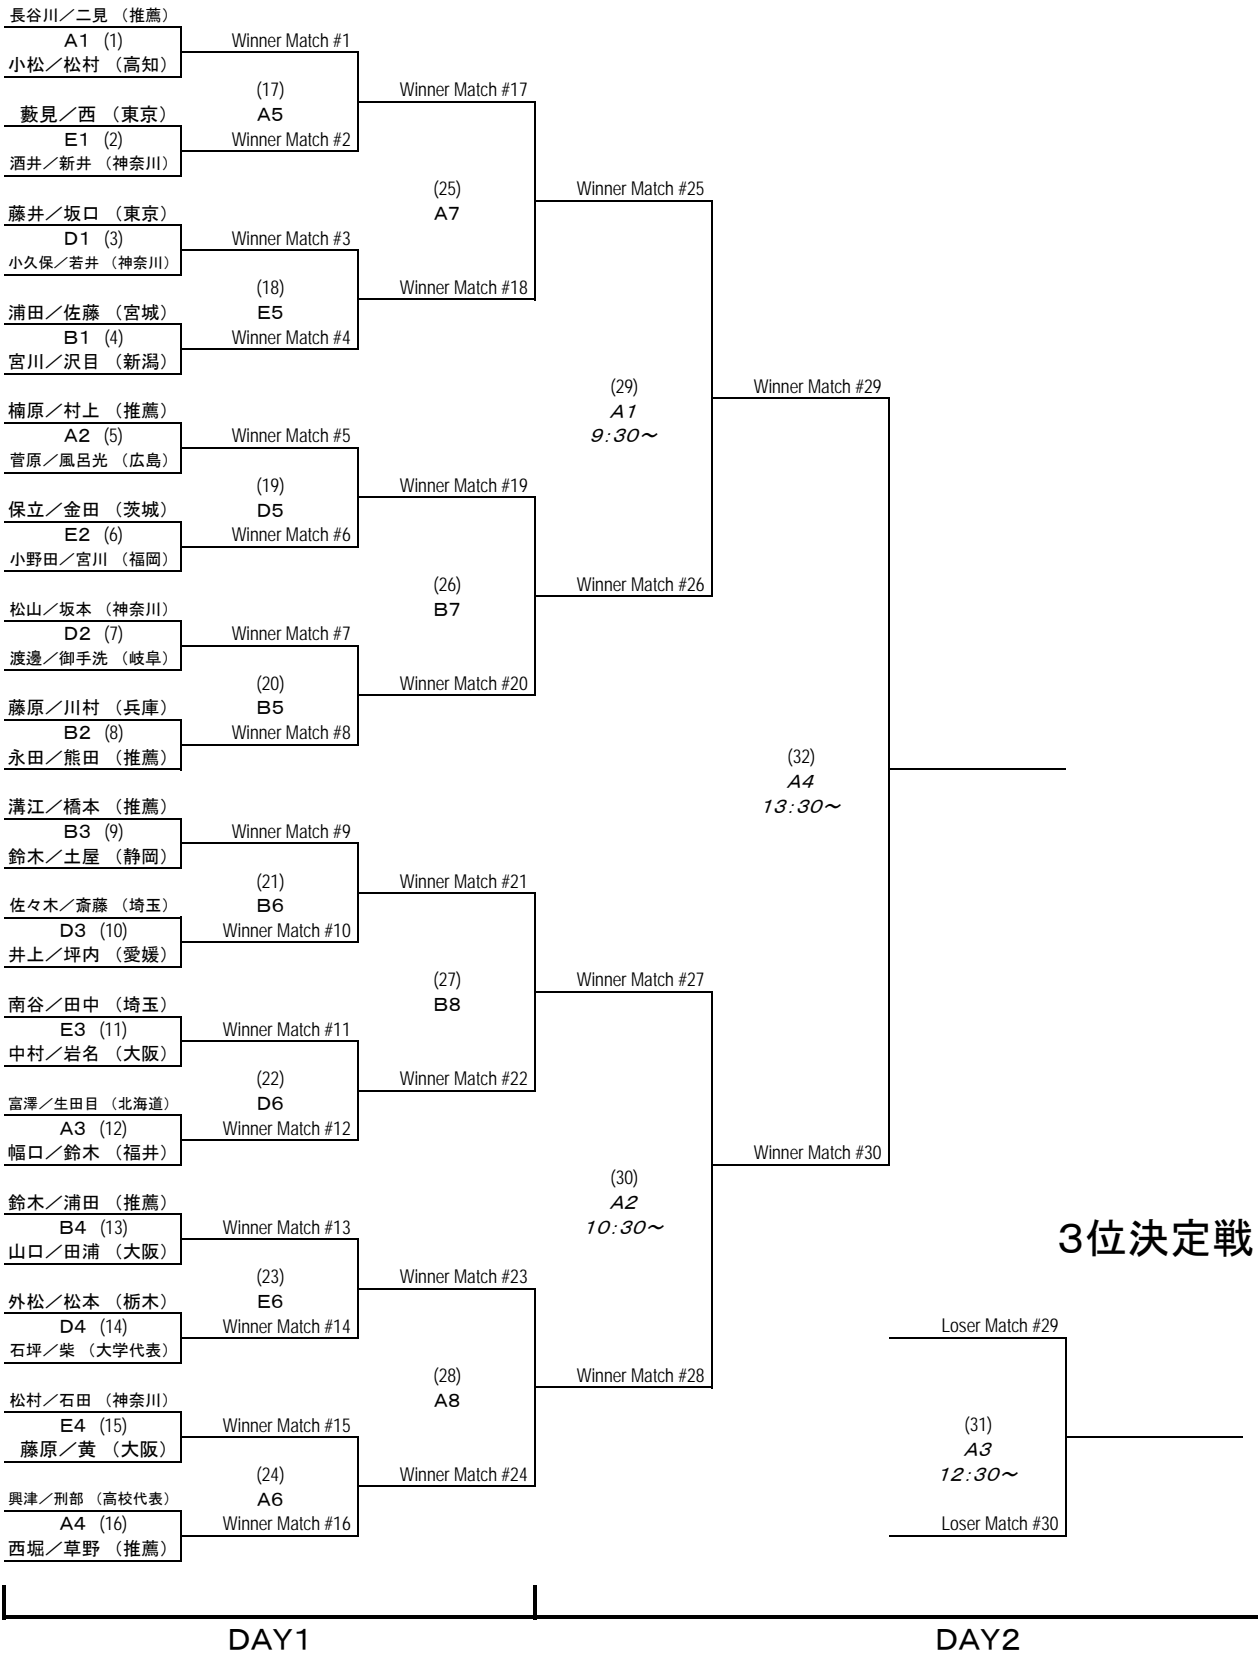 長谷川／二見 （推薦）
A1 (1)
小松／松村 （高知）
Winner Match #1
(17)
A5
Winner Match #2
藪見／西 （東京）
E1 (2)
酒井／新井 （神奈川）
Winner Match #17
(25)
A7
Winner Match #18
藤井／坂口 （東京）
D1 (3)
小久保／若井 （神奈川）
Winner Match #3
(18)
E5
Winner Match #4
浦田／佐藤 （宮城）
B1 (4)
宮川／沢目 （新潟）
Winner Match #25
(29)
A1
9:30～
Winner Match #26
楠原／村上 （推薦）
A2 (5)
菅原／風呂光 （広島）
Winner Match #5
(19)
D5
Winner Match #6
保立／金田 （茨城）
E2 (6)
小野田／宮川 （福岡）
Winner Match #19
(26)
B7
Winner Match #20
松山／坂本 （神奈川）
D2 (7)
渡邊／御手洗 （岐阜）
Winner Match #7
(20)
B5
Winner Match #8
藤原／川村 （兵庫）
B2 (8)
永田／熊田 （推薦）
Winner Match #29
(32)
A4
13:30～
Winner Match #30
溝江／橋本 （推薦）
B3 (9)
鈴木／土屋 （静岡）
Winner Match #9
(21)
B6
Winner Match #10
佐々木／斎藤 （埼玉）
D3 (10)
井上／坪内 （愛媛）
Winner Match #21
(27)
B8
Winner Match #22
南谷／田中 （埼玉）
E3 (11)
中村／岩名 （大阪）
Winner Match #11
(22)
D6
Winner Match #12
富澤／生田目 （北海道）
A3 (12)
幅口／鈴木 （福井）
Winner Match #27
(30)
A2
10:30～
Winner Match #28
鈴木／浦田 （推薦）
B4 (13)
山口／田浦 （大阪）
Winner Match #13
(23)
E6
Winner Match #14
外松／松本 （栃木）
D4 (14)
石坪／柴 （大学代表）
Winner Match #23
(28)
A8
Winner Match #24
松村／石田 （神奈川）
E4 (15)
藤原／黄 （大阪）
Winner Match #15
(24)
A6
Winner Match #16
興津／刑部 （高校代表）
A4 (16)
西堀／草野 （推薦）
3位決定戦
Loser Match #29
(31)
A3
12:30～
Loser Match #30
DAY1
DAY2